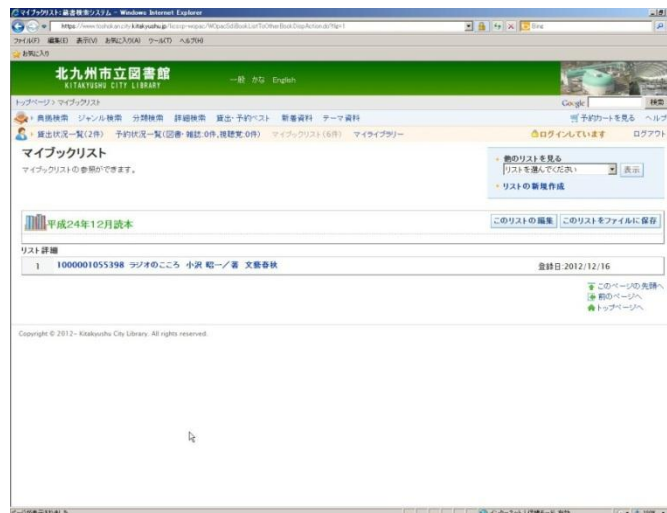 マイブックリスト:蔵書検索システム - Windows Internet Explorer
ファイル(F) 編集(E) 表示(V) お気に入り(A) ツール(T) ヘルプ(H)
お気に入り
北九州市立図書館
KITAKYUSHU CITY LIBRARY
一般 かな English
トップページ> マイブックリスト
Google 検索
簡易検索 ジャンル検索 分類検索 詳細検索 貸出・予約ベスト 新着資料 テーマ資料
予約カートを見る ヘルプ
貸出状況一覧(2件) 予約状況一覧(図書・雑誌:0件,視聴覚:0件) マイブックリスト(6件) マイライブラリー
ログインしています ログアウト
マイブックリスト
マイブックリストの参照ができます。
他のリストを見る
リストを選んでください 表示
リストの新規作成
平成24年12月読本
このリストの編集 このリストをファイルに保存
リスト詳細
1 1000001055398 ラジオのこころ 小沢 昭一/著 文藝春秋 登録日:2012/12/16
このページの先頭へ
前のページへ
トップページへ
Copyright © 2012- Kitakyushu City Library. All rights reserved.